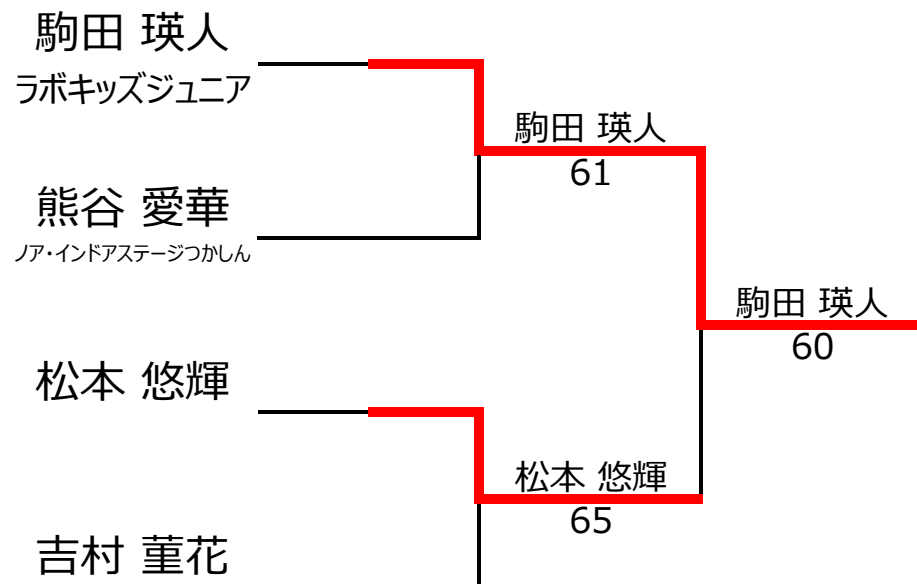 駒田 瑛人
ラボキッズジュニア
駒田 瑛人
61
熊谷 愛華
ノア・インドアステージつかしん
駒田 瑛人
60
松本 悠輝
松本 悠輝
65
吉村 菫花